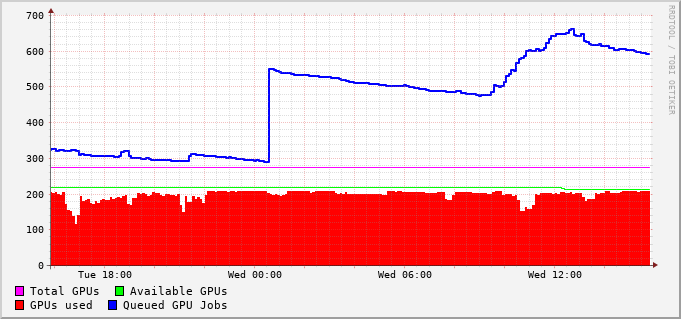 700
600
500
400
300
200
100
0
Tue 18:00 Wed 00:00 Wed 06:00 Wed 12:00
Total GPUs Available GPUs
GPUs used Queued GPU Jobs
RRDTOOL / TOBI OETIKER